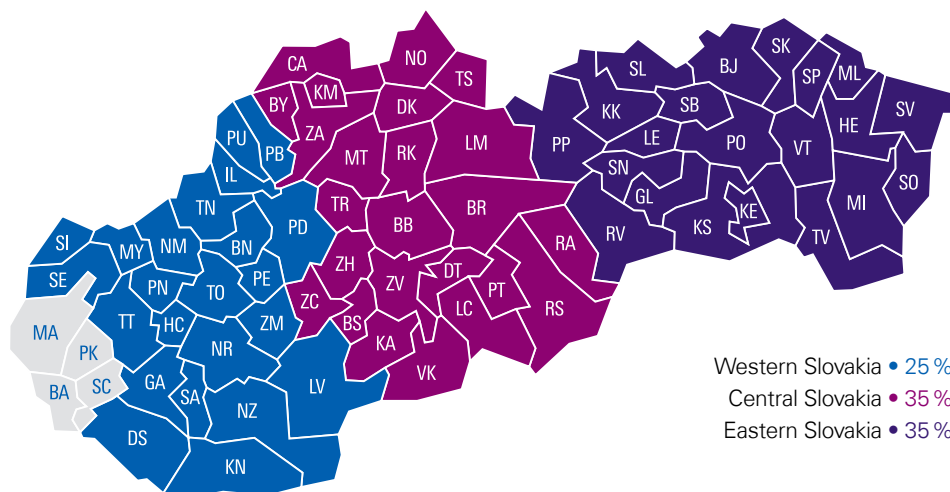 CA
NO
TS
KM
BY
DK
ZA
MT
RK
LM
PU
PB
IL
TN
PD
TR
BB
BR
SL
BJ
SK
SP
ML
SV
KK
SB
HE
PP
LE
PO
VT
SN
GL
KS
KE
MI
SO
RV
TV
SI
MY
NM
BN
SE
PN
TO
PE
ZH
ZV
DT
PT
RA
ZC
BS
LC
RS
MA
TT
HC
NR
ZM
KA
VK
PK
BA
SC
GA
SA
NZ
LV
DS
KN
Western Slovakia • 25 %
Central Slovakia • 35 %
Eastern Slovakia • 35 %